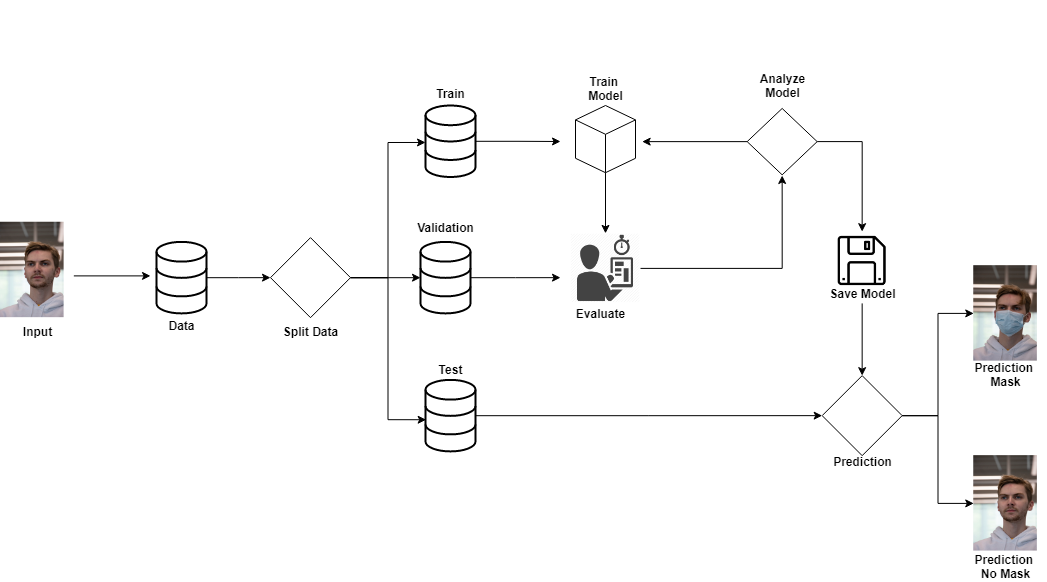 Input
Data
Split Data
Train
Validation
Test
Train
Model
Evaluate
Analyze
Model
Save Model
Prediction
Prediction
Mask
Prediction
No Mask